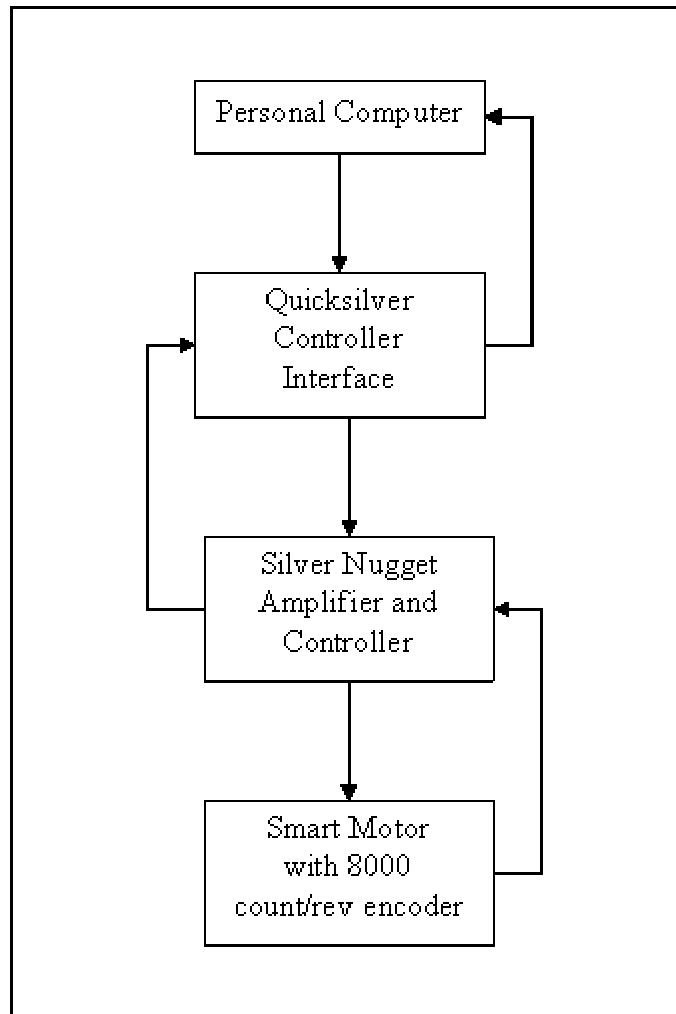 Personal Computer
Quicksilver
Controller
Interface
Silver Nugget
Amplifier and
Controller
Smart Motor
with 8000
count/rev encoder